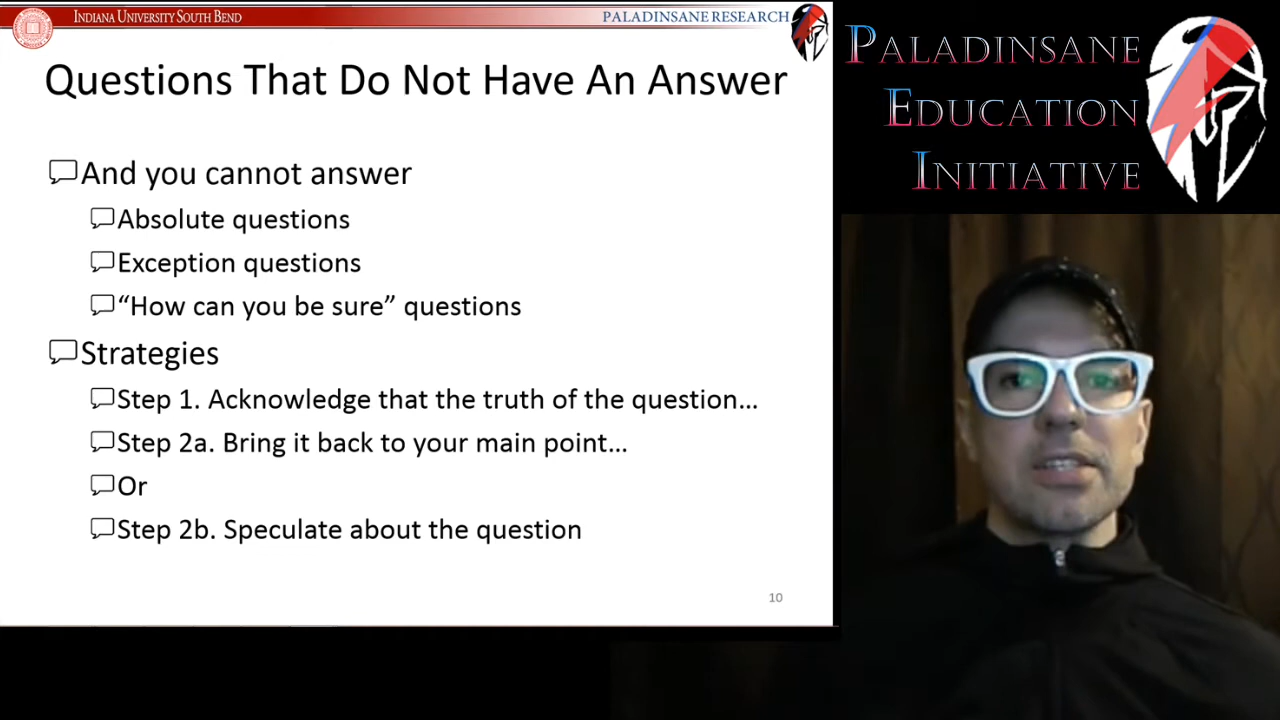 INDIANA UNIVERSITY SOUTH BEND
PALADINSANE RESEARCH
Questions That Do Not Have An Answer
And you cannot answer
Absolute questions
Exception questions
“How can you be sure” questions
Strategies
Step 1. Acknowledge that the truth of the question…
Step 2a. Bring it back to your main point…
Or
Step 2b. Speculate about the question
10
PALADINSANE
EDUCATION
INITIATIVE